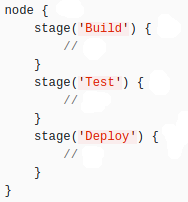 node {
    stage('Build') {
        //
    }
    stage('Test') {
        //
    }
    stage('Deploy') {
        //
    }
}